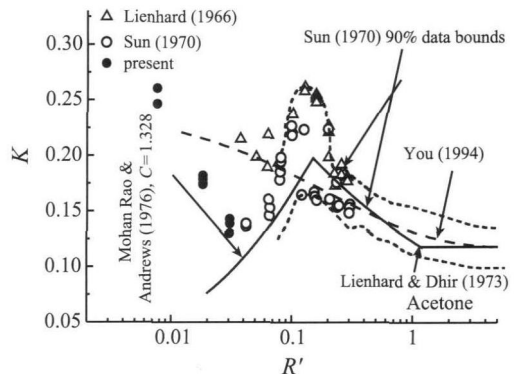 0.30
0.25
0.20
0.15
0.10
0.05
K
△ Lienhard (1966)
○ Sun (1970)
● present
Sun (1970) 90% data bounds
You (1994)
Mohan Rao &
Andrews (1976), C=1.328
Lienhard & Dhir (1973)
Acetone
0.01
0.1
1
R'